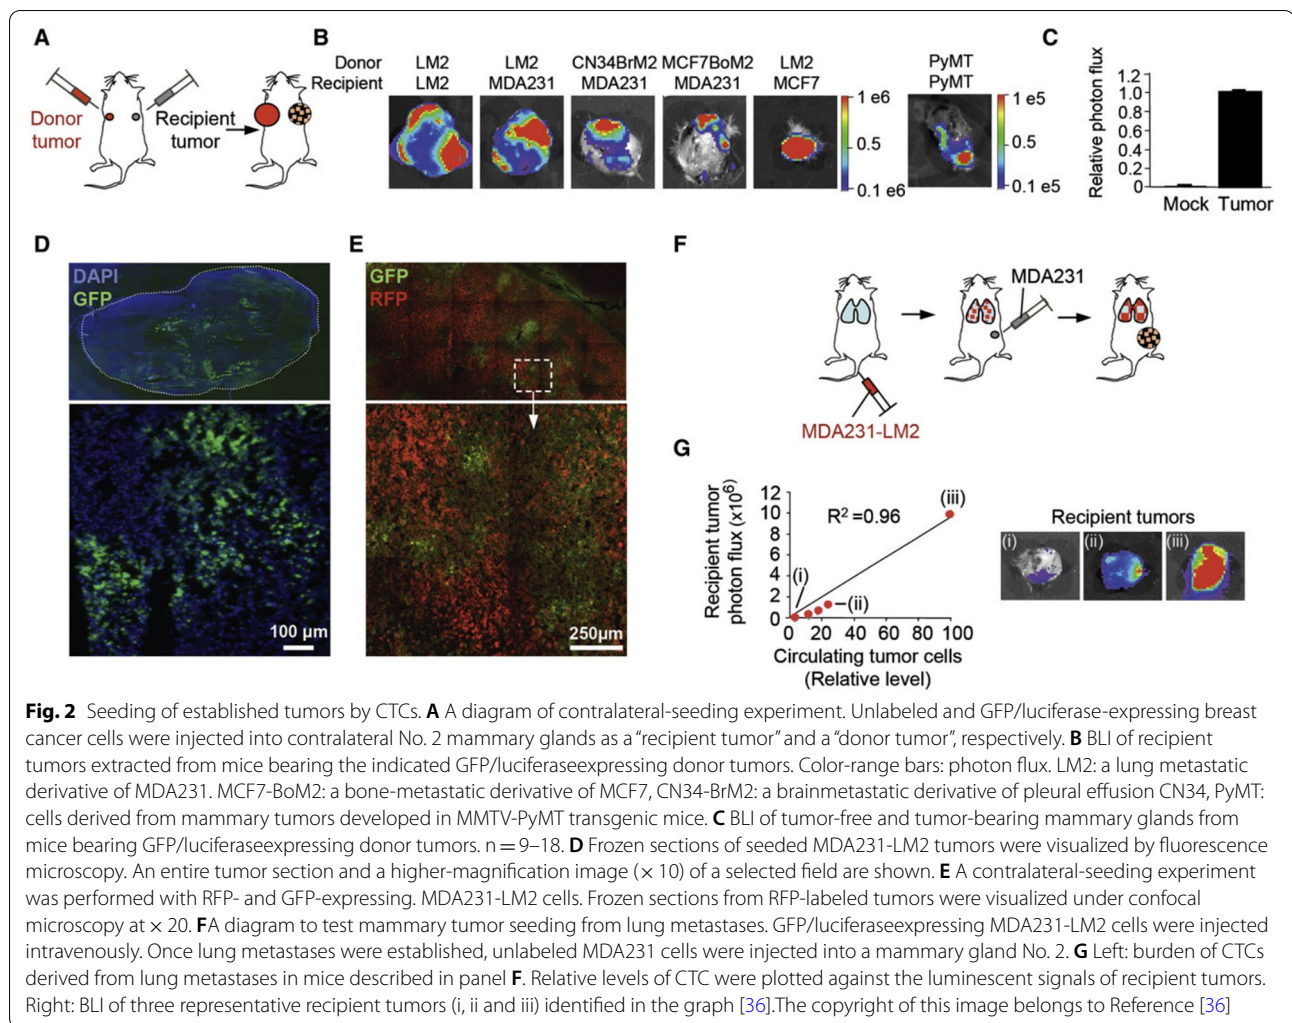 A
Donor
tumor
Recipient
tumor
B
Donor LM2 LM2 CN34BrM2 MCF7BoM2 LM2 PyMT
Recipient LM2 MDA231 MDA231 MDA231 MCF7 PyMT
1 e6
0.5
0.1 e6
1 e5
0.5
0.1 e5
C
Relative photon flux
1.2
1.0
0.8
0.6
0.4
0.2
0
Mock Tumor
D
DAPI
GFP
100 µm
E
GFP
RFP
250µm
F
MDA231
MDA231-LM2
G
Recipient tumor
photon flux (x10⁶)
12
10
8
6
4
2
0
R² =0.96
(i)
(ii)
(iii)
0 20 40 60 80 100
Circulating tumor cells
(Relative level)
Recipient tumors
(i) (ii) (iii)
Fig. 2 Seeding of established tumors by CTCs. A A diagram of contralateral-seeding experiment. Unlabeled and GFP/luciferase-expressing breast
cancer cells were injected into contralateral No. 2 mammary glands as a “recipient tumor” and a “donor tumor”, respectively. B BLI of recipient
tumors extracted from mice bearing the indicated GFP/luciferaseexpressing donor tumors. Color-range bars: photon flux. LM2: a lung metastatic
derivative of MDA231. MCF7-BoM2: a bone-metastatic derivative of MCF7, CN34-BrM2: a brainmetastatic derivative of pleural effusion CN34, PyMT:
cells derived from mammary tumors developed in MMTV-PyMT transgenic mice. C BLI of tumor-free and tumor-bearing mammary glands from
mice bearing GFP/luciferaseexpressing donor tumors. n = 9–18. D Frozen sections of seeded MDA231-LM2 tumors were visualized by fluorescence
microscopy. An entire tumor section and a higher-magnification image (× 10) of a selected field are shown. E A contralateral-seeding experiment
was performed with RFP- and GFP-expressing. MDA231-LM2 cells. Frozen sections from RFP-labeled tumors were visualized under confocal
microscopy at × 20. FA diagram to test mammary tumor seeding from lung metastases. GFP/luciferaseexpressing MDA231-LM2 cells were injected
intravenously. Once lung metastases were established, unlabeled MDA231 cells were injected into a mammary gland No. 2. G Left: burden of CTCs
derived from lung metastases in mice described in panel F. Relative levels of CTC were plotted against the luminescent signals of recipient tumors.
Right: BLI of three representative recipient tumors (i, ii and iii) identified in the graph [36].The copyright of this image belongs to Reference [36]